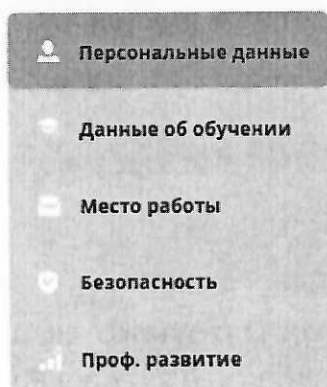 Персональные данные
Данные об обучении
Место работы
Безопасность
Проф. развитие